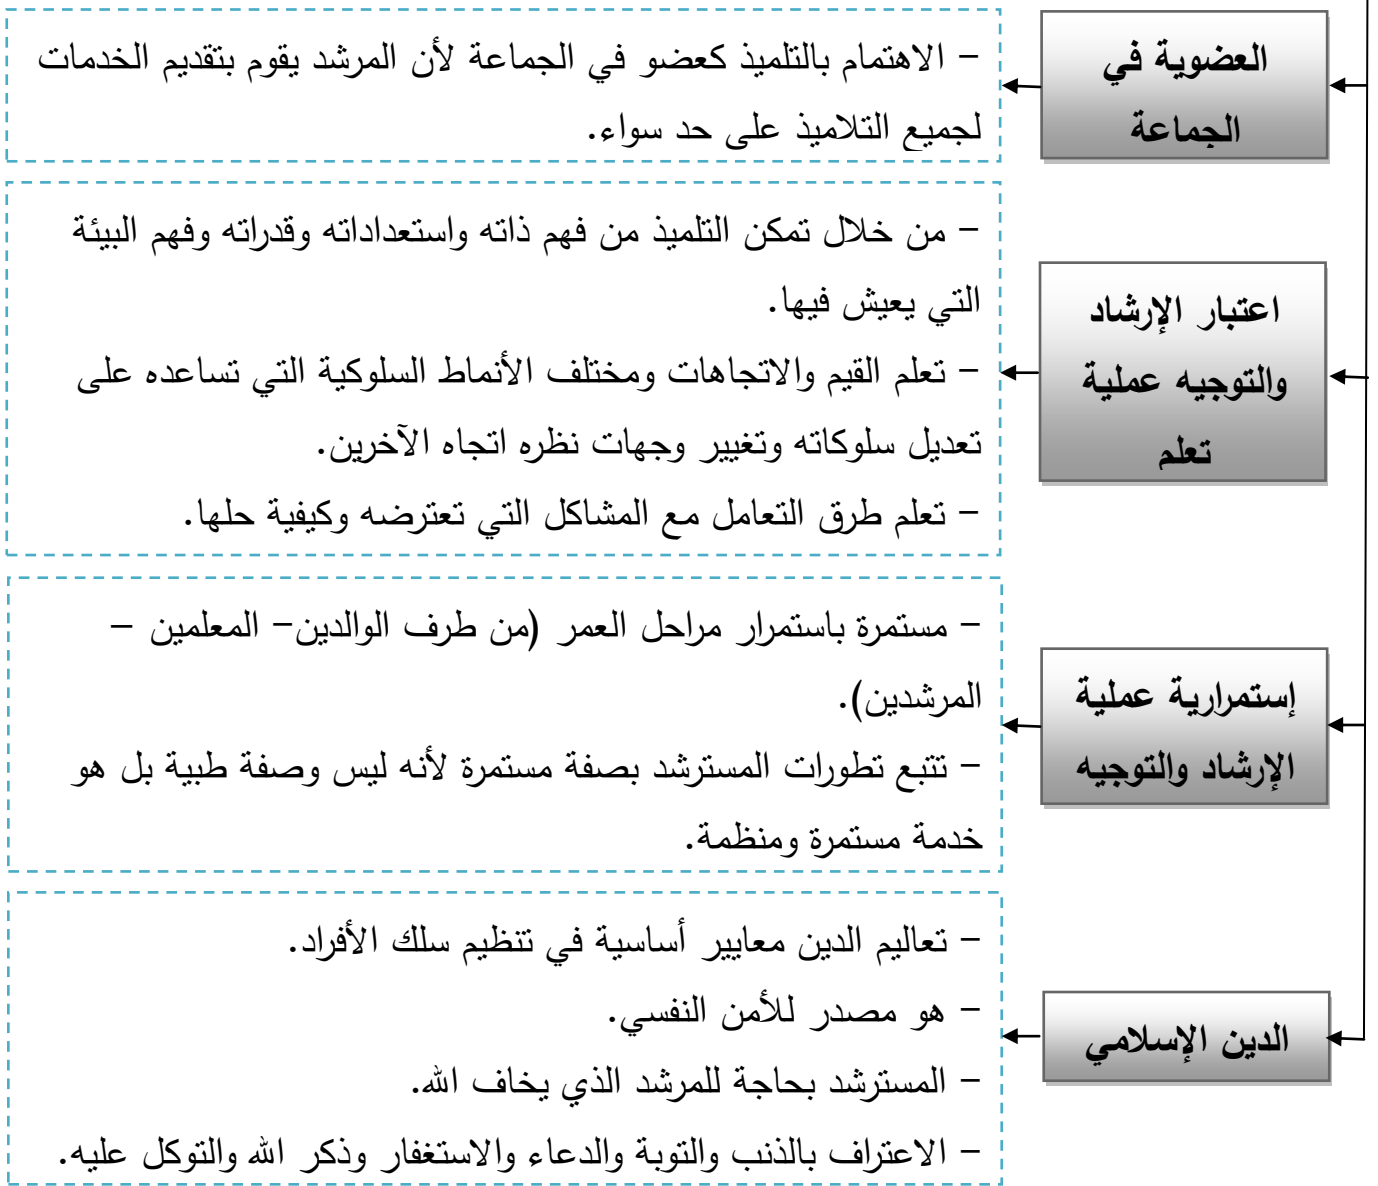 العضوية في
الجماعة
– الاهتمام بالتلميذ كعضو في الجماعة لأن المرشد يقوم بتقديم الخدمات
لجميع التلاميذ على حد سواء.
اعتبار الإرشاد
والتوجيه عملية
تعلم
– من خلال تمكن التلميذ من فهم ذاته واستعداداته وقدراته وفهم البيئة
التي يعيش فيها.
– تعلم القيم والاتجاهات ومختلف الأنماط السلوكية التي تساعده على
تعديل سلوكاته وتغيير وجهات نظره اتجاه الآخرين.
– تعلم طرق التعامل مع المشاكل التي تعترضه وكيفية حلها.
إستمرارية عملية
الإرشاد والتوجيه
– مستمرة باستمرار مراحل العمر (من طرف الوالدين– المعلمين –
المرشدين).
– تتبع تطورات المسترشد بصفة مستمرة لأنه ليس وصفة طبية بل هو
خدمة مستمرة ومنظمة.
الدين الإسلامي
– تعاليم الدين معايير أساسية في تنظيم سلك الأفراد.
– هو مصدر للأمن النفسي.
– المسترشد بحاجة للمرشد الذي يخاف الله.
– الاعتراف بالذنب والتوبة والدعاء والاستغفار وذكر الله والتوكل عليه.